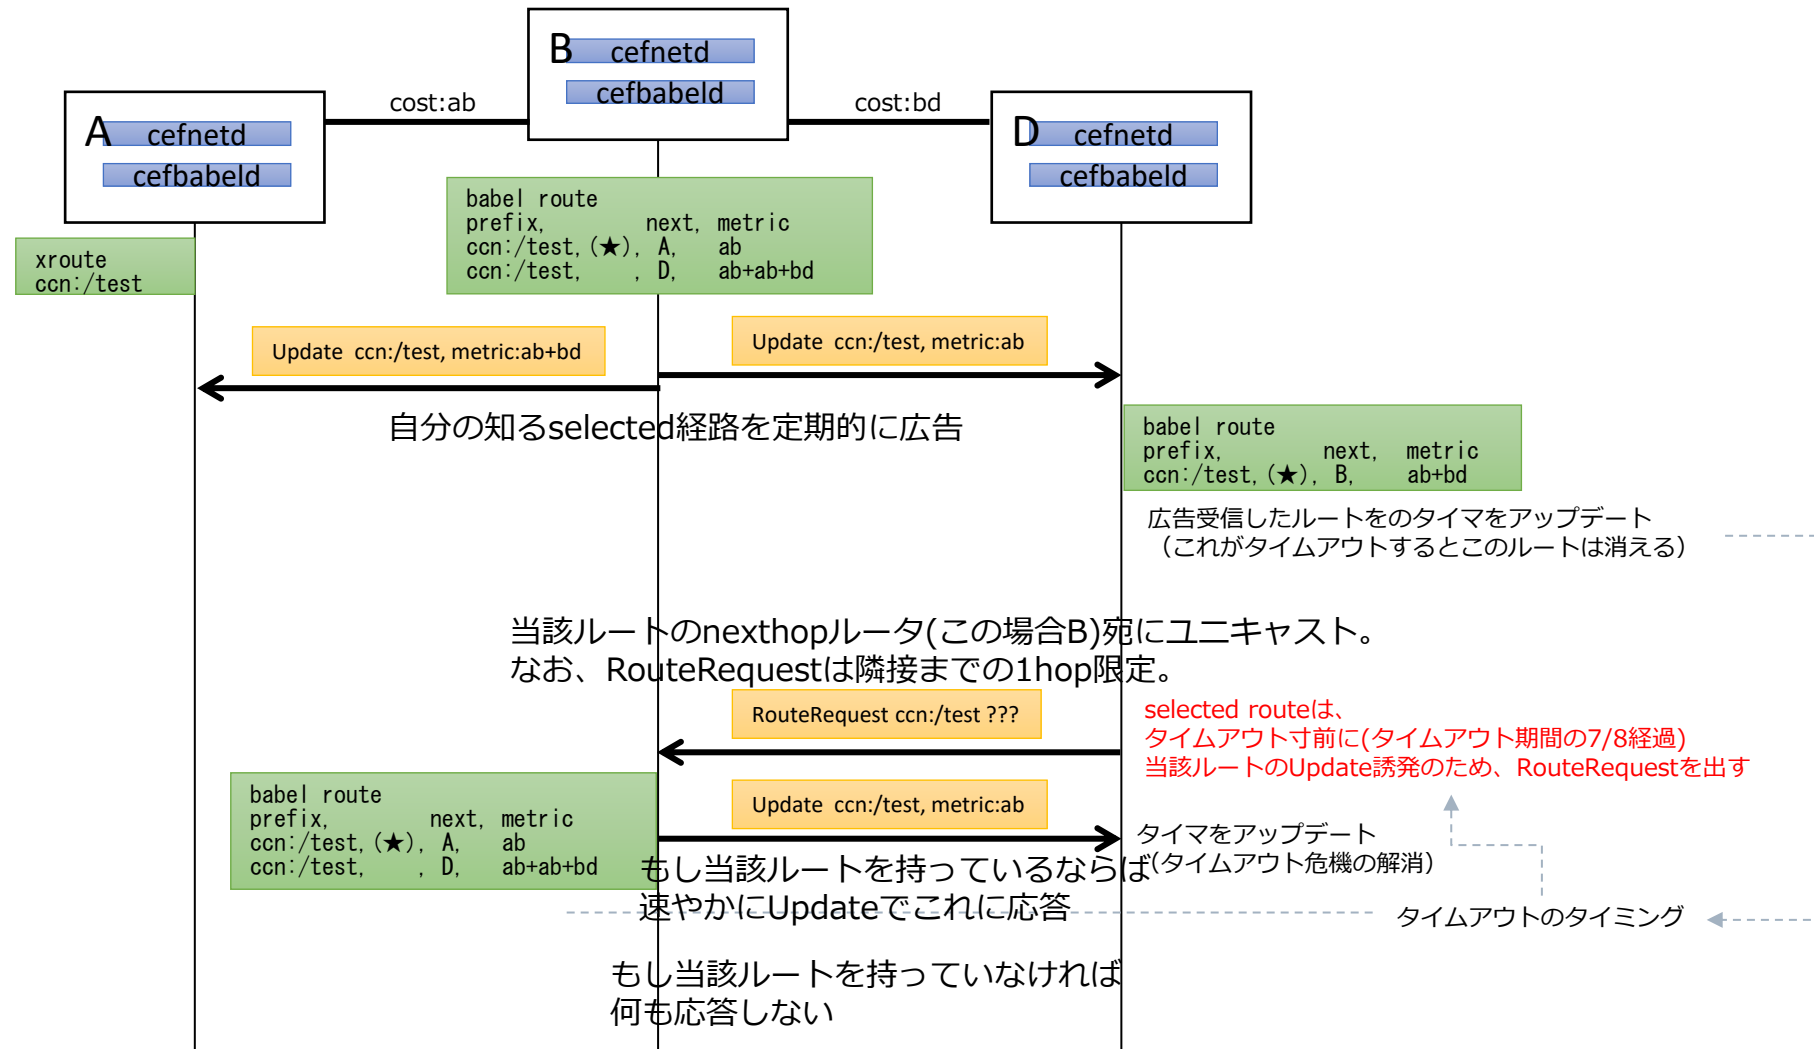 B
cefnetd
cefbabeld
cost:ab
cost:bd
A
cefnetd
cefbabeld
D
cefnetd
cefbabeld
babel route
prefix, next, metric
ccn:/test,(★), A, ab
ccn:/test, , D, ab+ab+bd
xroute
ccn:/test
Update ccn:/test, metric:ab+bd
Update ccn:/test, metric:ab
自分の知るselected経路を定期的に広告
babel route
prefix, next, metric
ccn:/test,(★), B, ab+bd
広告受信したルートをのタイマをアップデート
（これがタイムアウトするとこのルートは消える）
当該ルートのnexthopルータ(この場合B)宛にユニキャスト。
なお、RouteRequestは隣接までの1hop限定。
RouteRequest ccn:/test ???
selected routeは、
タイムアウト寸前に(タイムアウト期間の7/8経過)
当該ルートのUpdate誘発のため、RouteRequestを出す
babel route
prefix, next, metric
ccn:/test,(★), A, ab
ccn:/test, , D, ab+ab+bd
Update ccn:/test, metric:ab
タイマをアップデート
（タイムアウト危機の解消）
もし当該ルートを持っているならば
速やかにUpdateでこれに応答
タイムアウトのタイミング
もし当該ルートを持っていなければ
何も応答しない